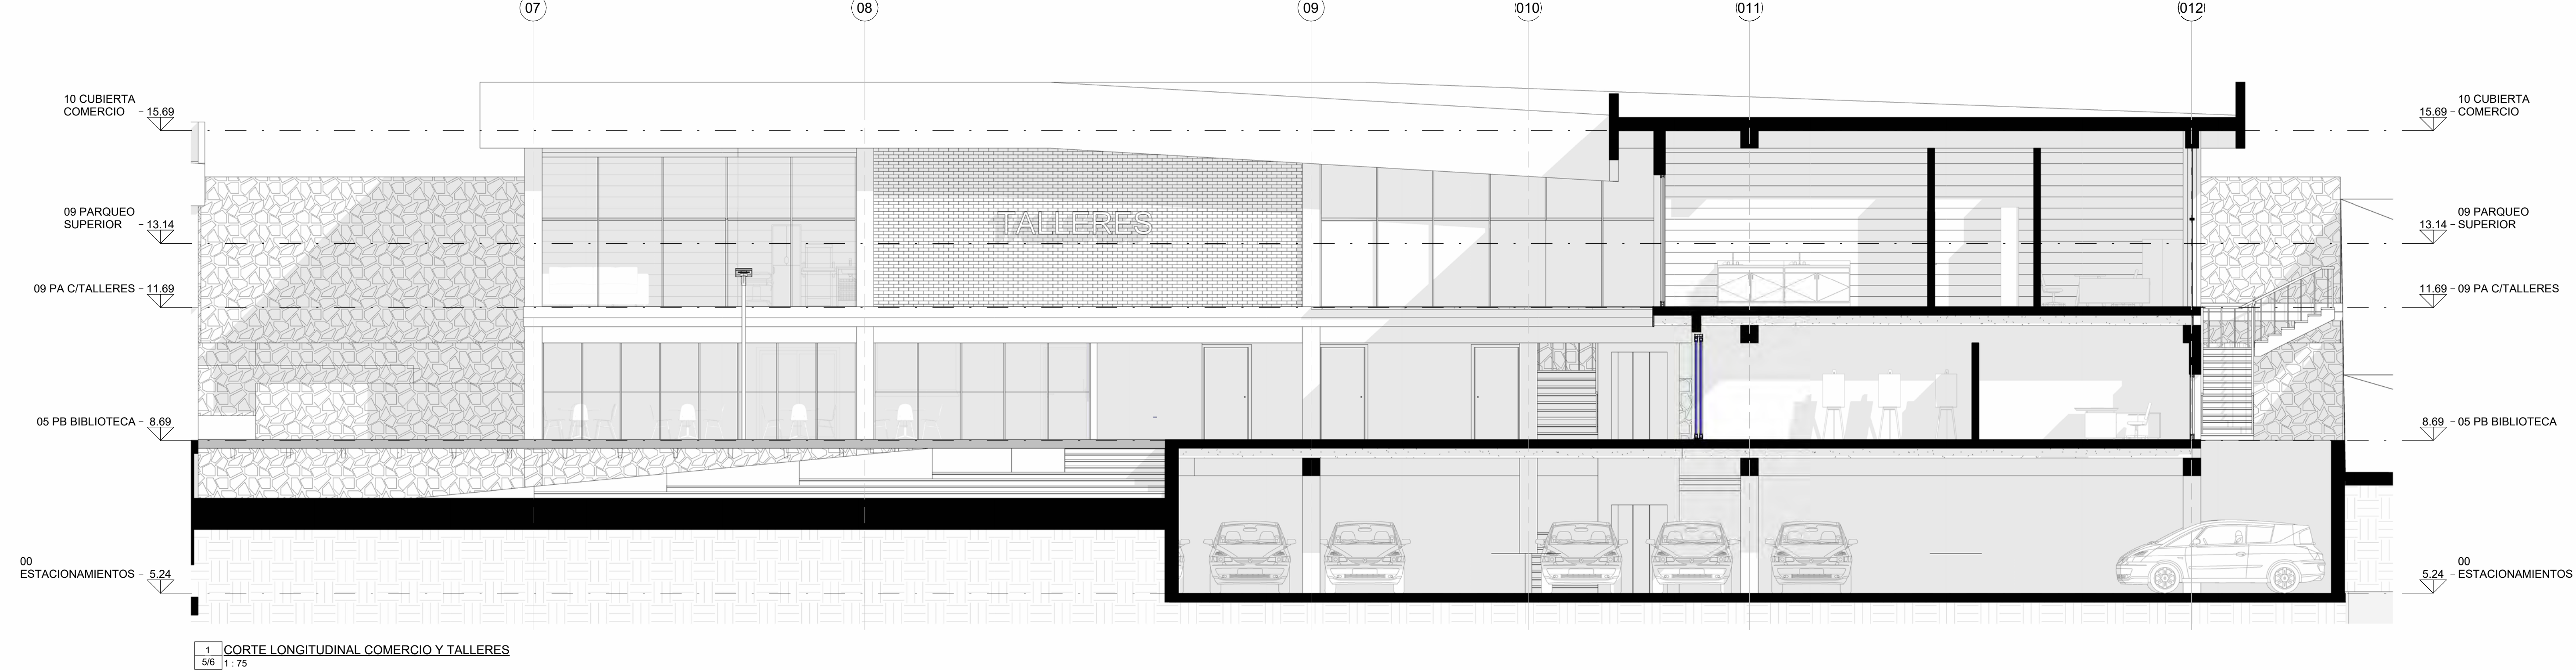 07
08
09
(010)
(011)
(012)
10 CUBIERTA
COMERCIO
15.69
10 CUBIERTA
15.69 COMERCIO
09 PARQUEO
SUPERIOR
13.14
TALLERES
09 PARQUEO
13.14 SUPERIOR
09 PA C/TALLERES
11.69
11.69
09 PA C/TALLERES
05 PB BIBLIOTECA
8.69
8.69
05 PB BIBLIOTECA
00
ESTACIONAMIENTOS
5.24
00
5.24 ESTACIONAMIENTOS
1 CORTE LONGITUDINAL COMERCIO Y TALLERES
5/6 1 : 75